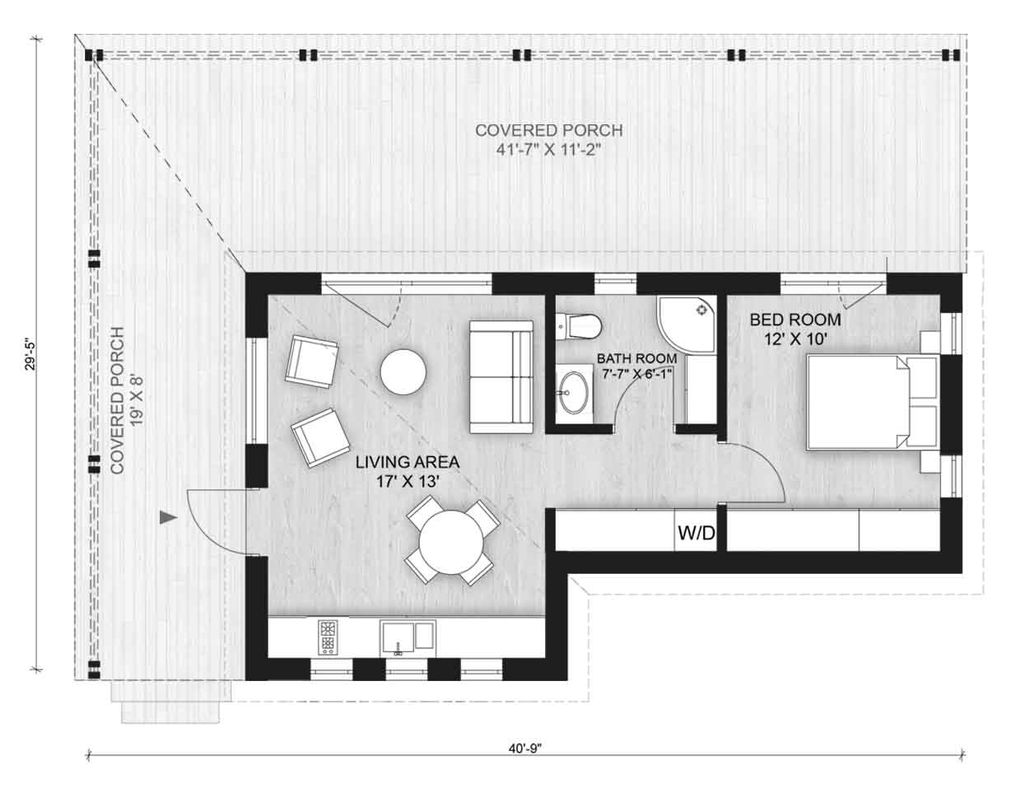 COVERED PORCH
41'-7" X 11'-2"
29'-5"
COVERED PORCH
19' X 8'
BED ROOM
12' X 10'
BATH ROOM
7'-7" X 6'-1"
LIVING AREA
17' X 13'
W/D
40'-9"